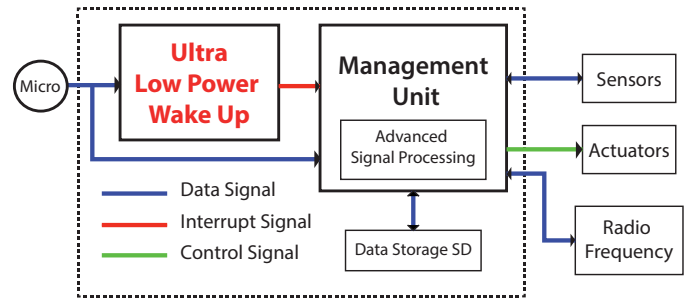 Micro
Ultra
Low Power
Wake Up
Management
Unit
Advanced
Signal Processing
Data Storage SD
Sensors
Actuators
Radio
Frequency
Data Signal
Interrupt Signal
Control Signal